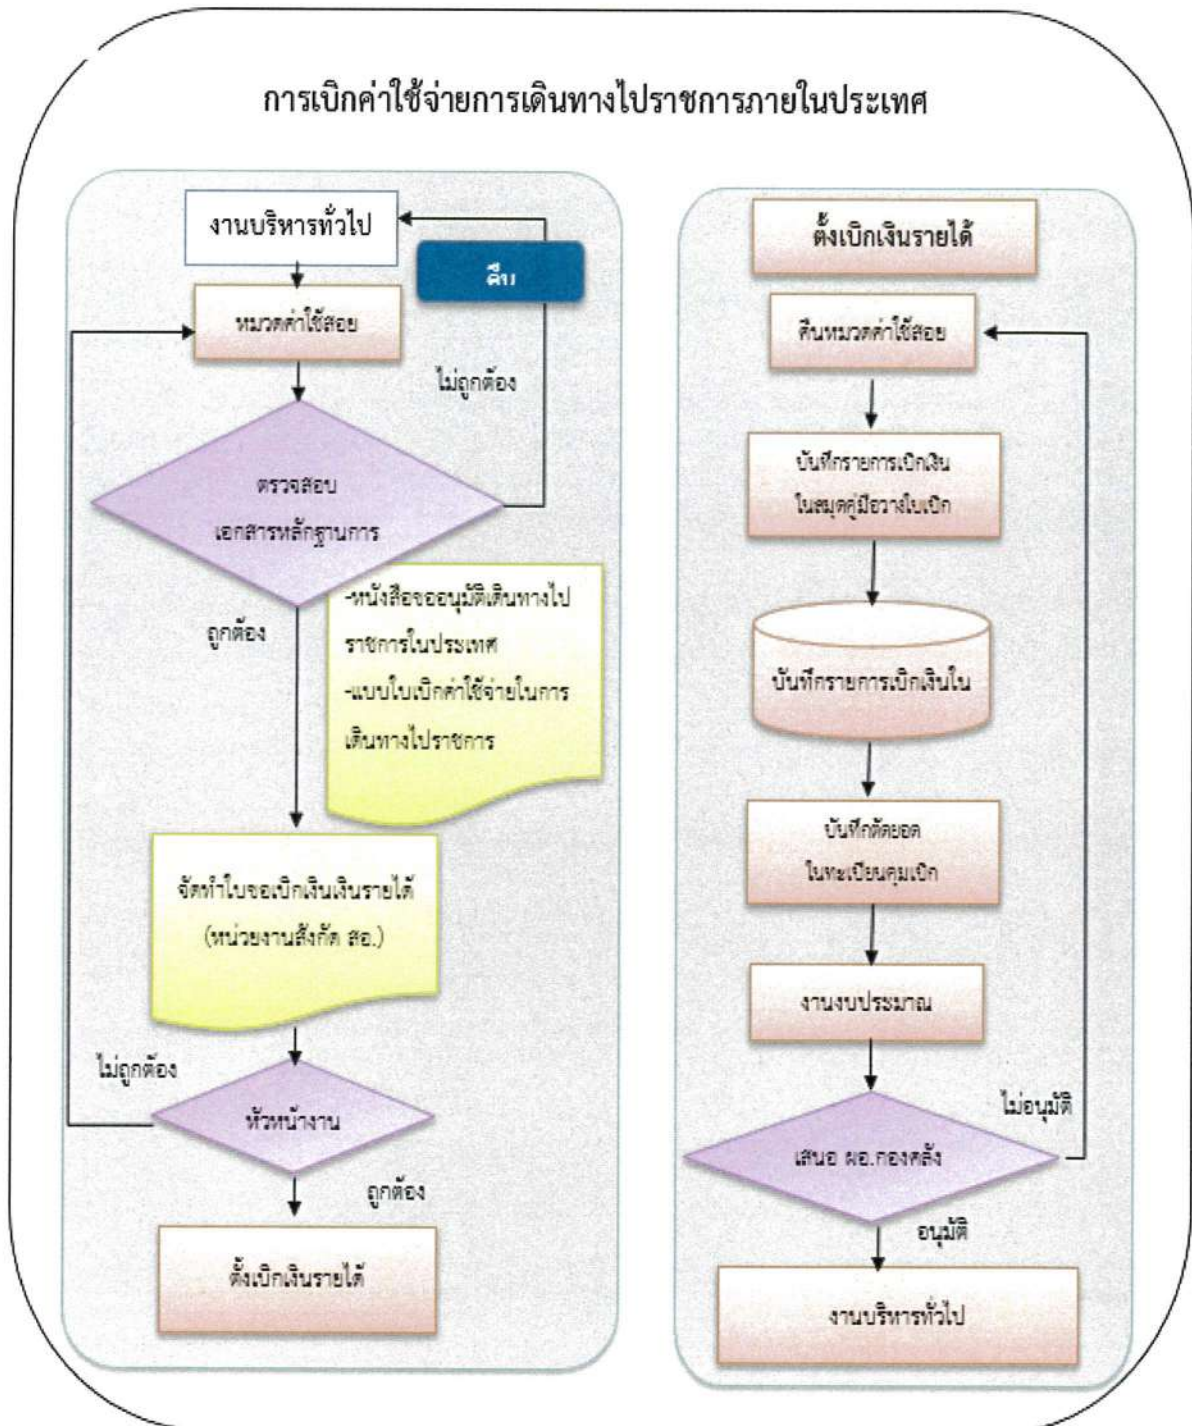 การเบิกค่าใช้จ่ายการเดินทางไปราชการภายในประเทศ
งานบริหารทั่วไป
คืน
หมวดค่าใช้สอย
ไม่ถูกต้อง
ตรวจสอบ
เอกสารหลักฐานการ
ถูกต้อง
-หนังสือขออนุมัติเดินทางไป
ราชการในประเทศ
-แบบใบเบิกค่าใช้จ่ายในการ
เดินทางไปราชการ
จัดทำใบขอเบิกเงินเงินรายได้
(หน่วยงานสังกัด สอ.)
ไม่ถูกต้อง
หัวหน้างาน
ถูกต้อง
ตั้งเบิกเงินรายได้
ตั้งเบิกเงินรายได้
คืนหมวดค่าใช้สอย
บันทึกรายการเบิกเงิน
ในสมุดคู่มือวางใบเบิก
บันทึกรายการเบิกเงินใน
บันทึกตัดยอด
ในทะเบียนคุมเบิก
งานงบประมาณ
ไม่อนุมัติ
เสนอ ผอ.กองคลัง
อนุมัติ
งานบริหารทั่วไป